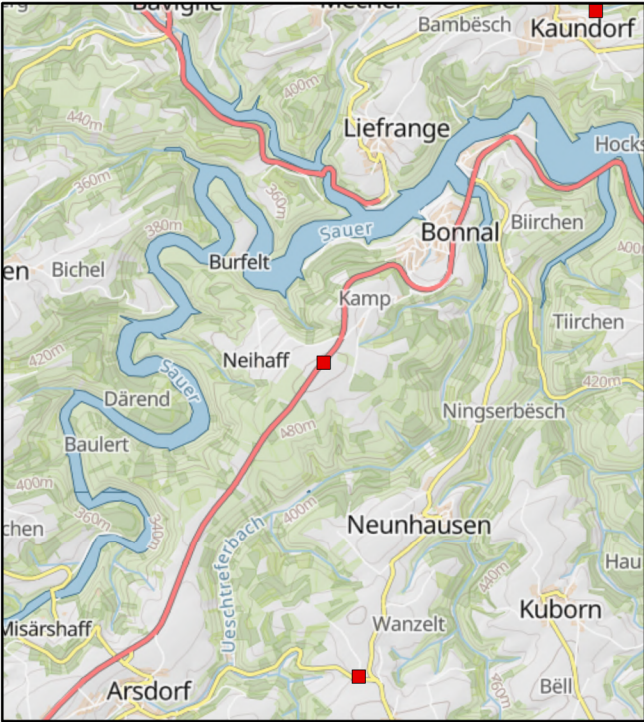 Bavigne
Mecher
Bambësch
Kaundorf
400m
440m
Liefrange
Hocks
360m
360m
380m
Sauer
Biirchen
Bonnal
400
en
Bichel
Burfelt
Kamp
Tiirchen
420m
Neihaff
Sauer
420m
Därend
Ningserbësch
480m
Baulert
400m
400m
360m
340m
Neunhausen
chen
Ueschtreferbach
Hau
440m
Kuborn
Misärshaff
Wanzelt
Arsdorf
460m
Bëll